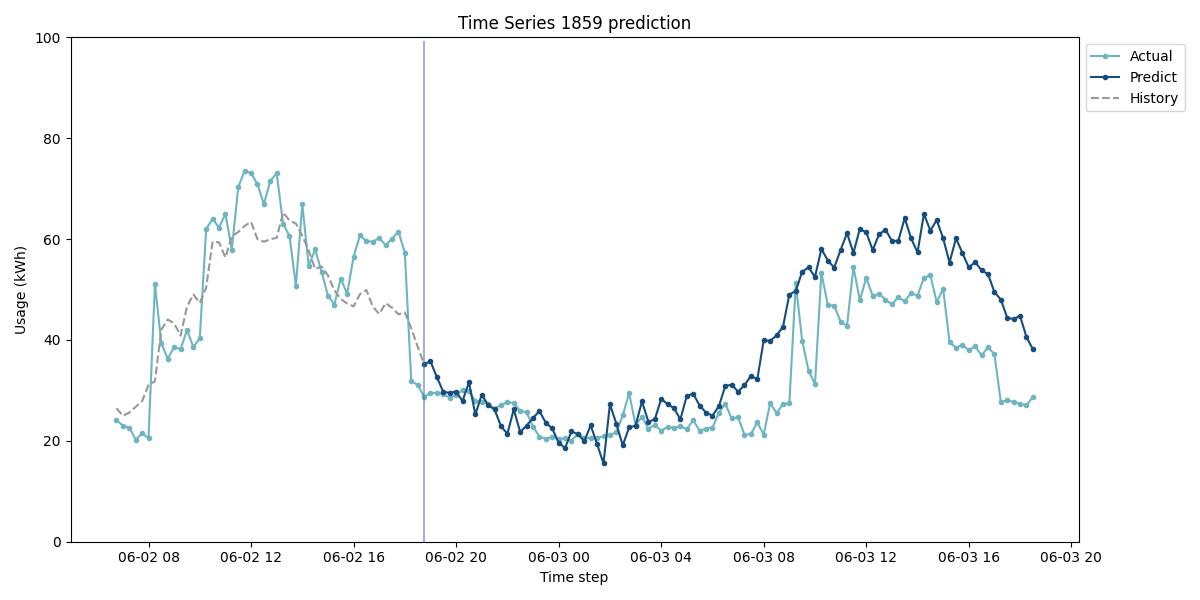 Time Series 1859 prediction
100
80
60
40
20
0
Usage (kWh)
06-02 08
06-02 12
06-02 16
06-02 20
06-03 00
06-03 04
06-03 08
06-03 12
06-03 16
06-03 20
Time step
Actual
Predict
History